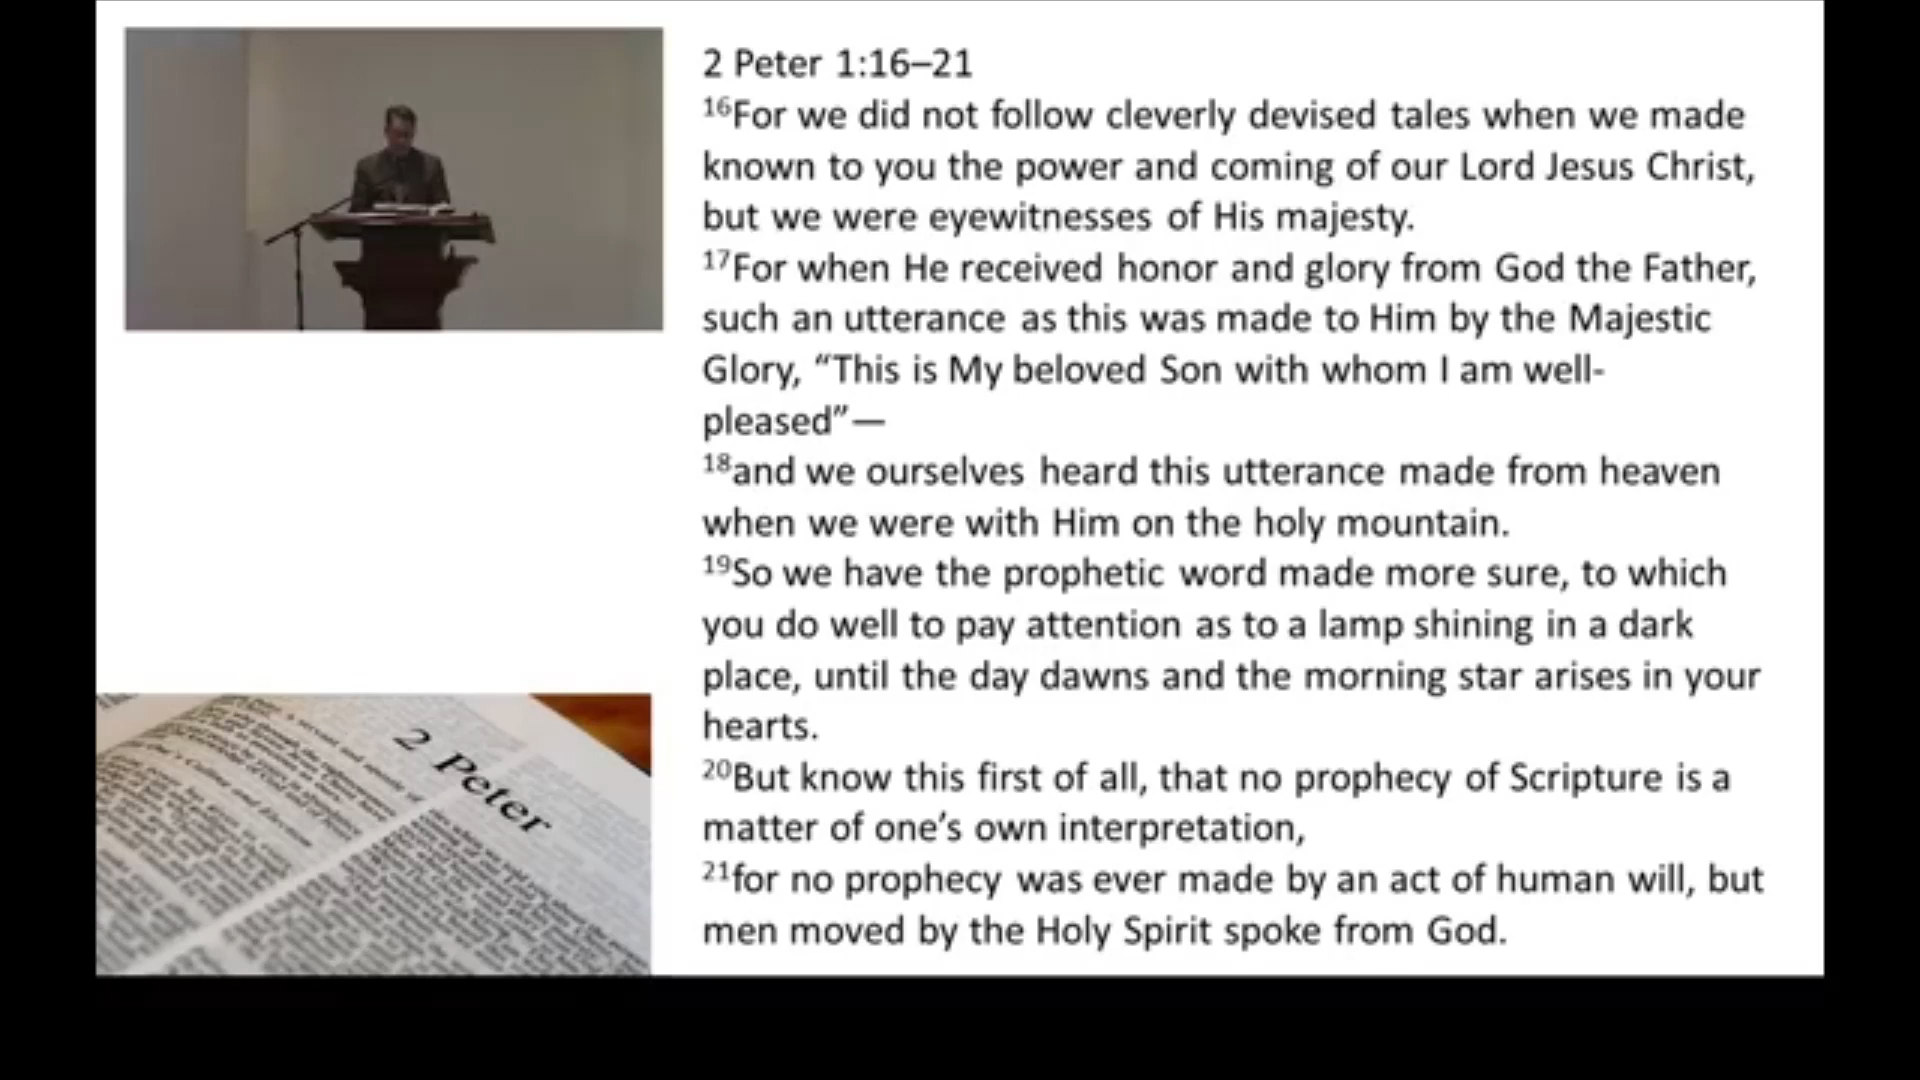 2 Peter 1:16–21
16For we did not follow cleverly devised tales when we made
known to you the power and coming of our Lord Jesus Christ,
but we were eyewitnesses of His majesty.
17For when He received honor and glory from God the Father,
such an utterance as this was made to Him by the Majestic
Glory, “This is My beloved Son with whom I am well-
pleased”—
18and we ourselves heard this utterance made from heaven
when we were with Him on the holy mountain.
19So we have the prophetic word made more sure, to which
you do well to pay attention as to a lamp shining in a dark
place, until the day dawns and the morning star arises in your
hearts.
20But know this first of all, that no prophecy of Scripture is a
matter of one’s own interpretation,
21for no prophecy was ever made by an act of human will, but
men moved by the Holy Spirit spoke from God.
2 Peter